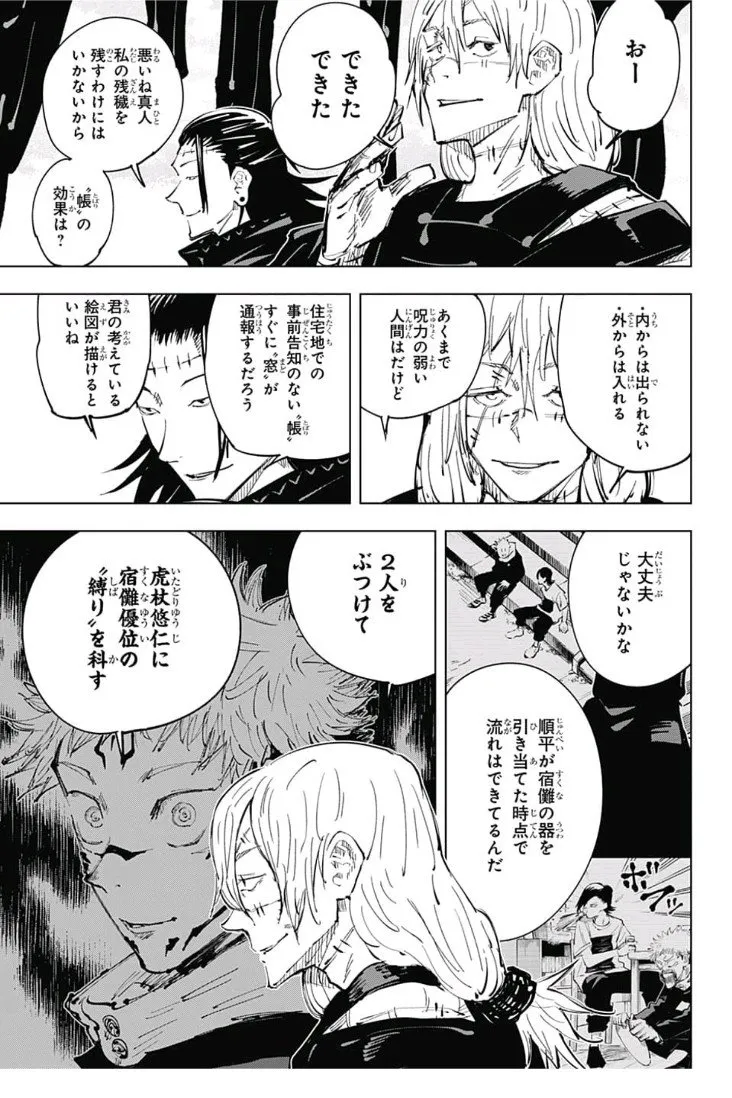 おー
できた
できた
悪いね真人
私の残穢を
残すわけには
いかないから
〝帳〟の
効果は?
・内からは出られない
・外からは入れる
あくまで
呪力の弱い
人間はだけど
住宅地での
事前告知のない〝帳〟
すぐに〝窓〟が
通報するだろう
君の考えている
絵図が描けると
いいね
大丈夫
じゃないかな
順平が宿儺の器を
引き当てた時点で
流れはできてるんだ
ボソボソ
2人を
ぶつけて
虎杖悠仁に
宿儺優位の
〝縛り〟を科す